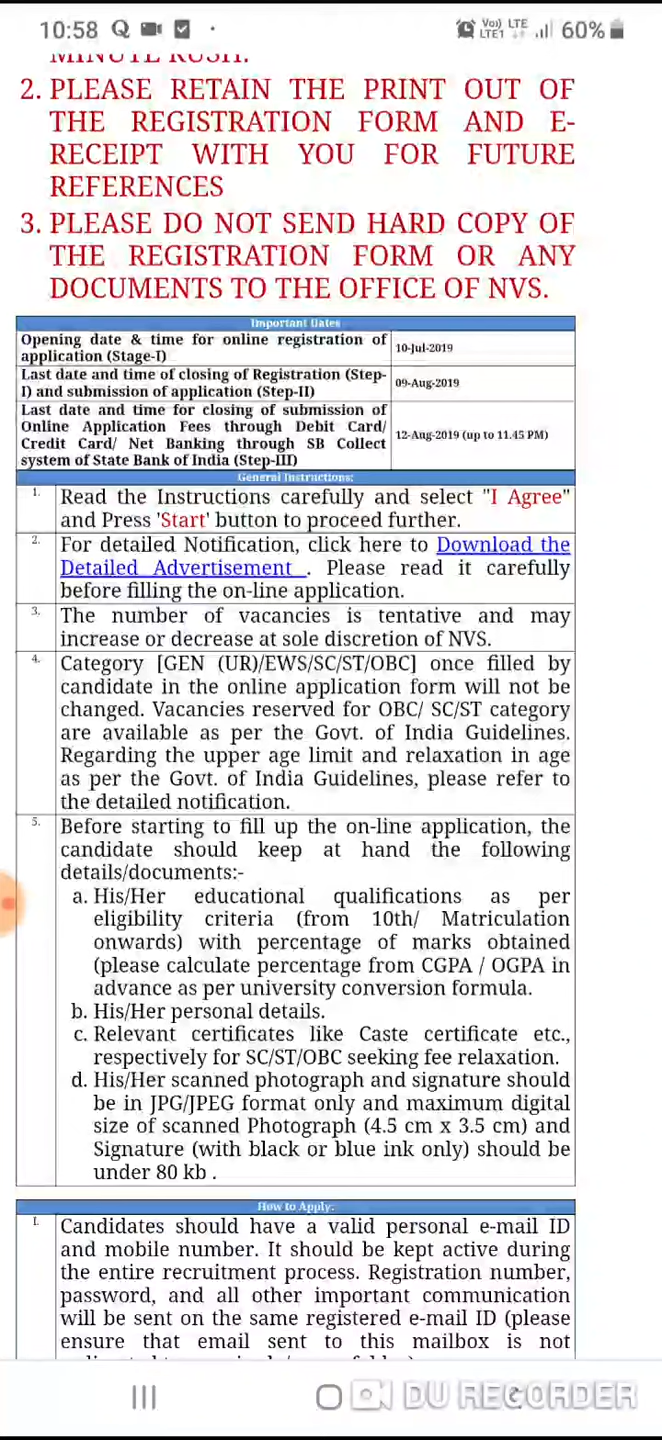 10:58
Vo) LTE
LTE1
60%
MINUTE RUSH.
2. PLEASE RETAIN THE PRINT OUT OF
THE REGISTRATION FORM AND E-
RECEIPT WITH YOU FOR FUTURE
REFERENCES
3. PLEASE DO NOT SEND HARD COPY OF
THE REGISTRATION FORM OR ANY
DOCUMENTS TO THE OFFICE OF NVS.
Important Dates
Opening date & time for online registration of
application (Stage-I)
10-Jul-2019
Last date and time of closing of Registration (Step-
I) and submission of application (Step-II)
09-Aug-2019
Last date and time for closing of submission of
Online Application Fees through Debit Card/
Credit Card/ Net Banking through SB Collect
system of State Bank of India (Step-III)
12-Aug-2019 (up to 11.45 PM)
General Instructions:
1. Read the Instructions carefully and select "I Agree"
and Press 'Start' button to proceed further.
2. For detailed Notification, click here to Download the
Detailed Advertisement . Please read it carefully
before filling the on-line application.
3. The number of vacancies is tentative and may
increase or decrease at sole discretion of NVS.
4. Category [GEN (UR)/EWS/SC/ST/OBC] once filled by
candidate in the online application form will not be
changed. Vacancies reserved for OBC/ SC/ST category
are available as per the Govt. of India Guidelines.
Regarding the upper age limit and relaxation in age
as per the Govt. of India Guidelines, please refer to
the detailed notification.
5. Before starting to fill up the on-line application, the
candidate should keep at hand the following
details/documents:-
a. His/Her educational qualifications as per
eligibility criteria (from 10th/ Matriculation
onwards) with percentage of marks obtained
(please calculate percentage from CGPA / OGPA in
advance as per university conversion formula.
b. His/Her personal details.
c. Relevant certificates like Caste certificate etc.,
respectively for SC/ST/OBC seeking fee relaxation.
d. His/Her scanned photograph and signature should
be in JPG/JPEG format only and maximum digital
size of scanned Photograph (4.5 cm x 3.5 cm) and
Signature (with black or blue ink only) should be
under 80 kb .
How to Apply:
I. Candidates should have a valid personal e-mail ID
and mobile number. It should be kept active during
the entire recruitment process. Registration number,
password, and all other important communication
will be sent on the same registered e-mail ID (please
ensure that email sent to this mailbox is not
DU RECORDER